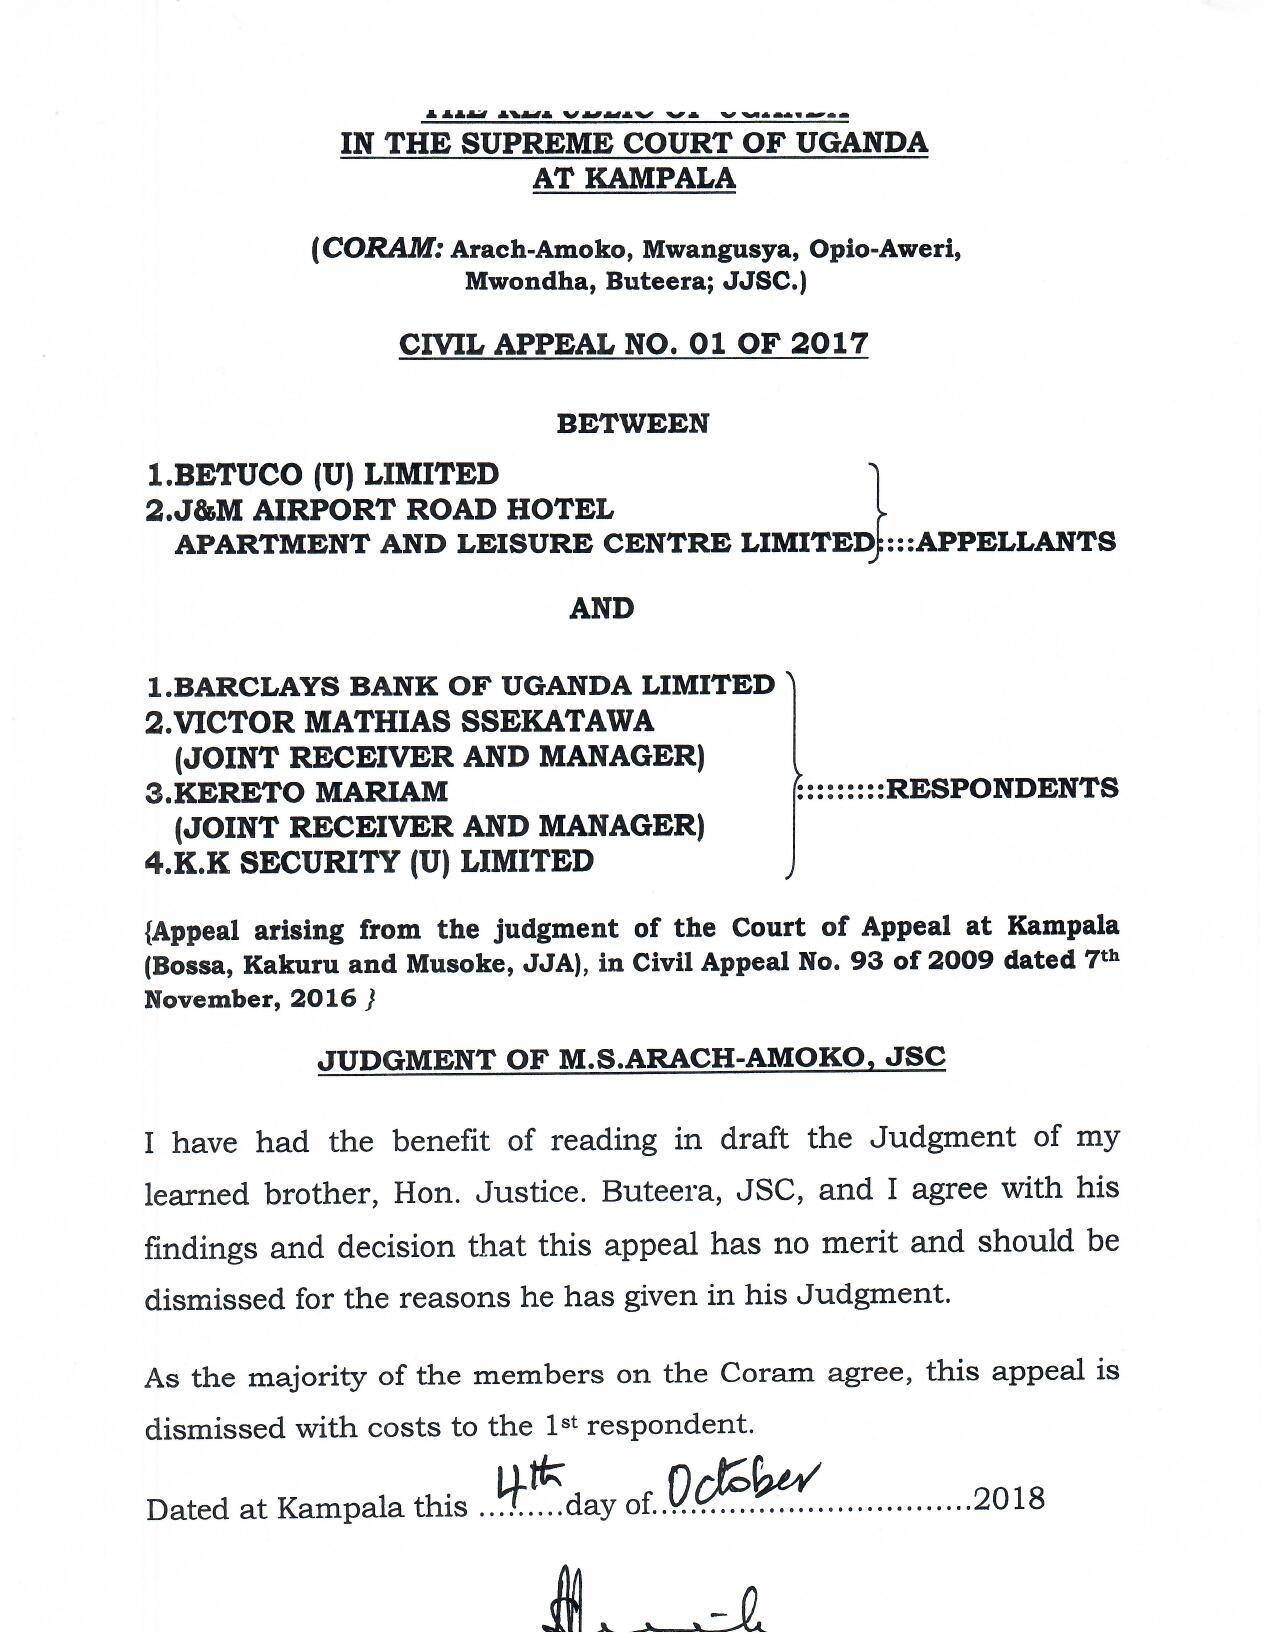 THE REPUBLIC OF UGANDA
IN THE SUPREME COURT OF UGANDA
AT KAMPALA
(CORAM: Arach-Amoko, Mwangusya, Opio-Aweri,
Mwondha, Buteera; JJSC.)
CIVIL APPEAL NO. 01 OF 2017
BETWEEN
1.BETUCO (U) LIMITED
2.J&M AIRPORT ROAD HOTEL
APARTMENT AND LEISURE CENTRE LIMITED::::APPELLANTS
AND
1.BARCLAYS BANK OF UGANDA LIMITED
2.VICTOR MATHIAS SSEKATAWA
(JOINT RECEIVER AND MANAGER)
3.KERETO MARIAM :::::::::RESPONDENTS
(JOINT RECEIVER AND MANAGER)
4.K.K SECURITY (U) LIMITED
{Appeal arising from the judgment of the Court of Appeal at Kampala
(Bossa, Kakuru and Musoke, JJA), in Civil Appeal No. 93 of 2009 dated 7th
November, 2016 }
JUDGMENT OF M.S.ARACH-AMOKO, JSC
I have had the benefit of reading in draft the Judgment of my
learned brother, Hon. Justice. Buteera, JSC, and I agree with his
findings and decision that this appeal has no merit and should be
dismissed for the reasons he has given in his Judgment.
As the majority of the members on the Coram agree, this appeal is
dismissed with costs to the 1st respondent.
Dated at Kampala this ...4th...day of..October..............................2018